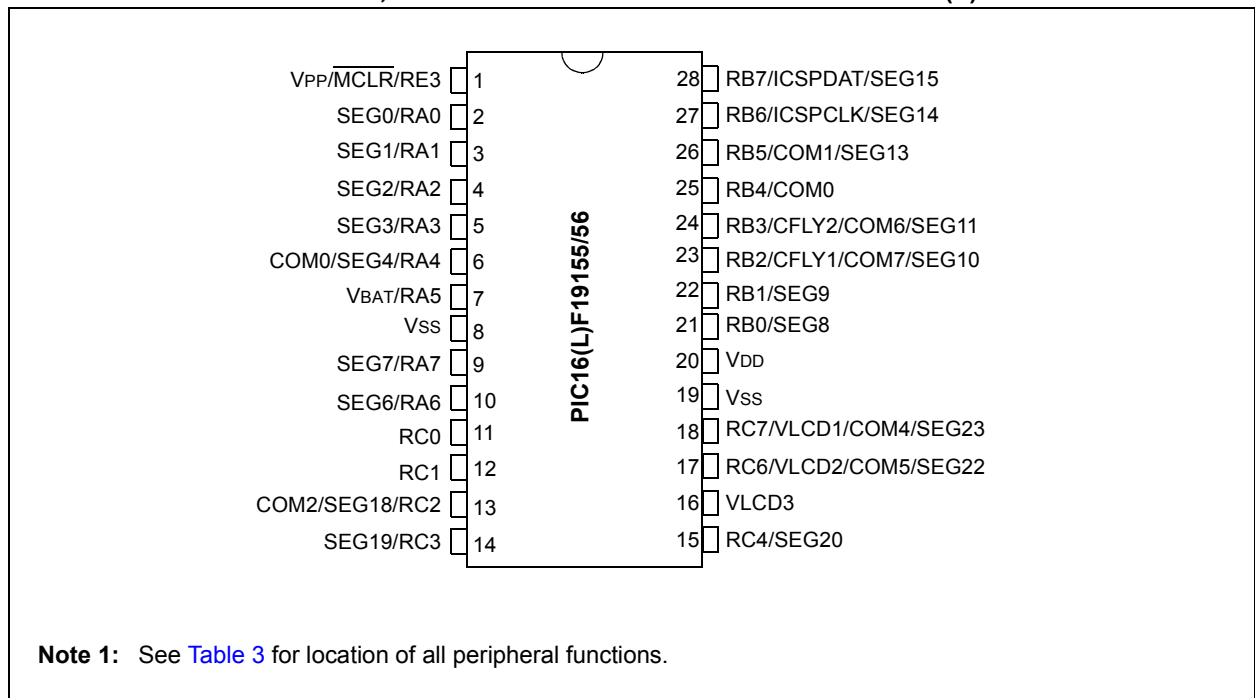 VPP/MCLR/RE3 1
SEG0/RA0 2
SEG1/RA1 3
SEG2/RA2 4
SEG3/RA3 5
COM0/SEG4/RA4 6
VBAT/RA5 7
VSS 8
SEG7/RA7 9
SEG6/RA6 10
RC0 11
RC1 12
COM2/SEG18/RC2 13
SEG19/RC3 14
PIC16(L)F19155/56
28 RB7/ICSPDAT/SEG15
27 RB6/ICSPCLK/SEG14
26 RB5/COM1/SEG13
25 RB4/COM0
24 RB3/CFLY2/COM6/SEG11
23 RB2/CFLY1/COM7/SEG10
22 RB1/SEG9
21 RB0/SEG8
20 VDD
19 VSS
18 RC7/VLCD1/COM4/SEG23
17 RC6/VLCD2/COM5/SEG22
16 VLCD3
15 RC4/SEG20
Note 1: See Table 3 for location of all peripheral functions.